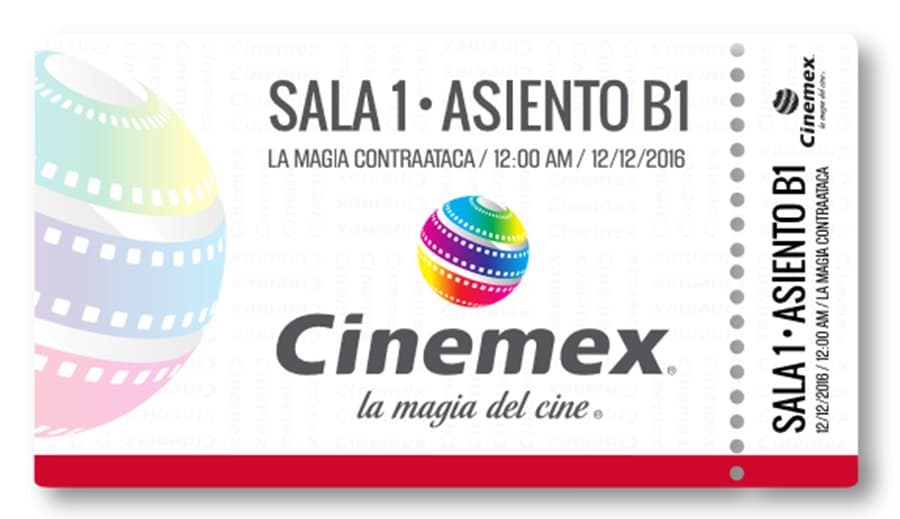 SALA 1 · ASIENTO B1
LA MAGIA CONTRAATACA / 12:00 AM / 12/12/2016
Cinemex®
la magia del cine®
Cinemex.
la magia del cine.
SALA 1 · ASIENTO B1
12/12/2016 / 12:00 AM / LA MAGIA CONTRAATACA